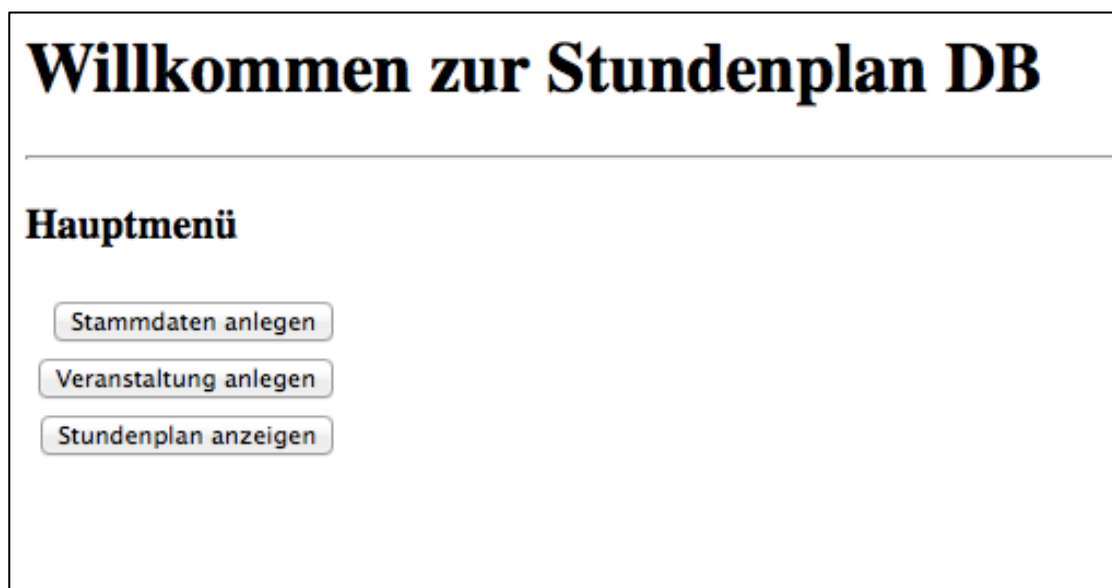 Willkommen zur Stundenplan DB
Hauptmenü
Stammdaten anlegen
Veranstaltung anlegen
Stundenplan anzeigen